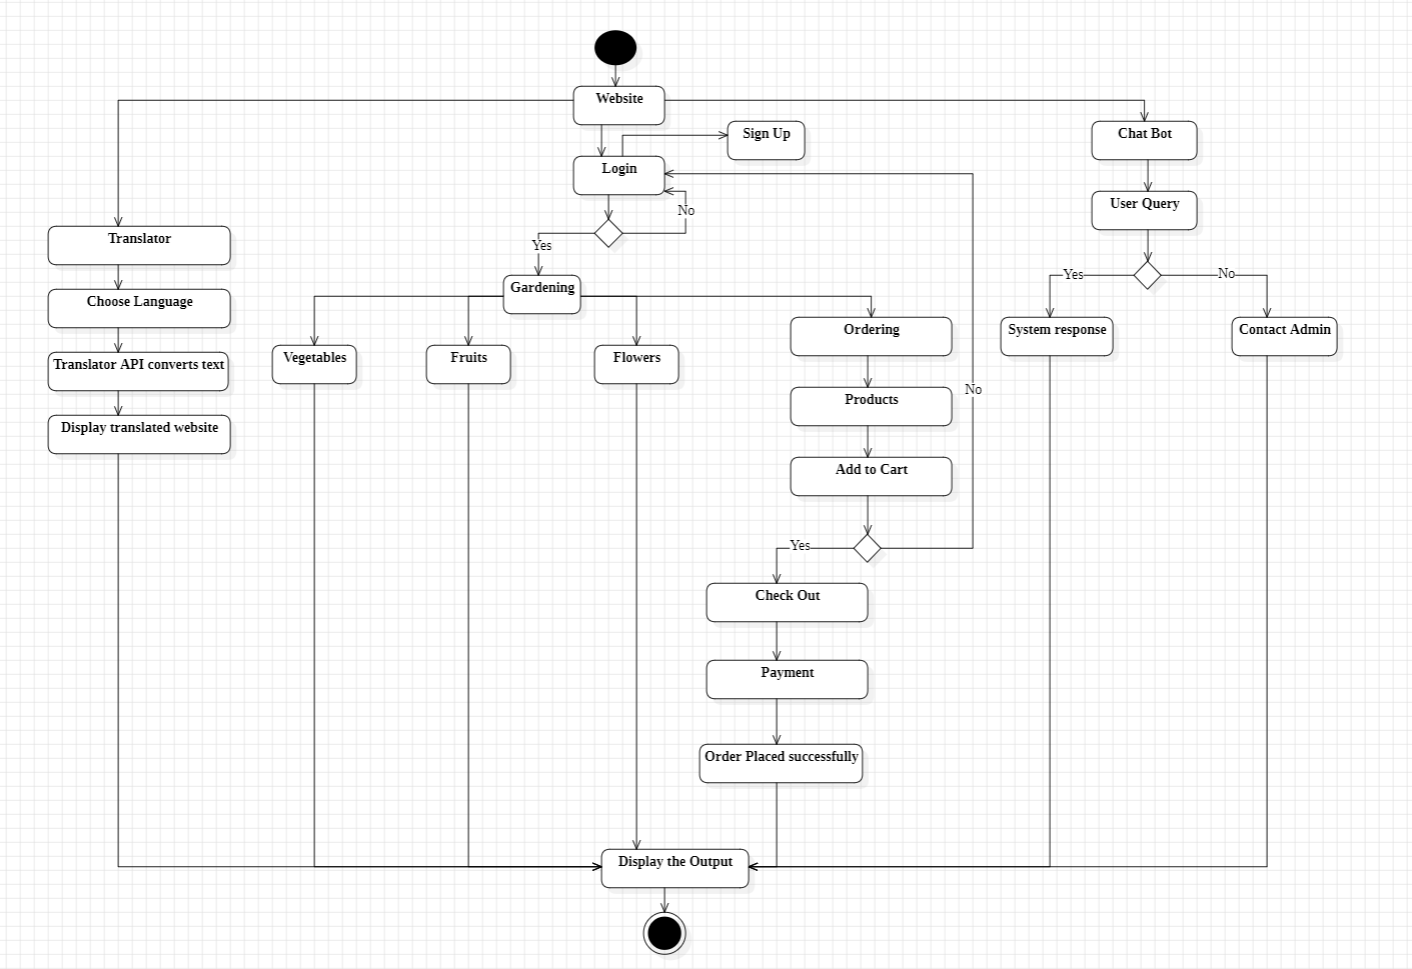 Website
Sign Up
Chat Bot
Login
User Query
No
Translator
Yes
Yes
No
Gardening
Choose Language
Ordering
System response
Contact Admin
Vegetables
Fruits
Flowers
Translator API converts text
No
Products
Display translated website
Add to Cart
Yes
Check Out
Payment
Order Placed successfully
Display the Output